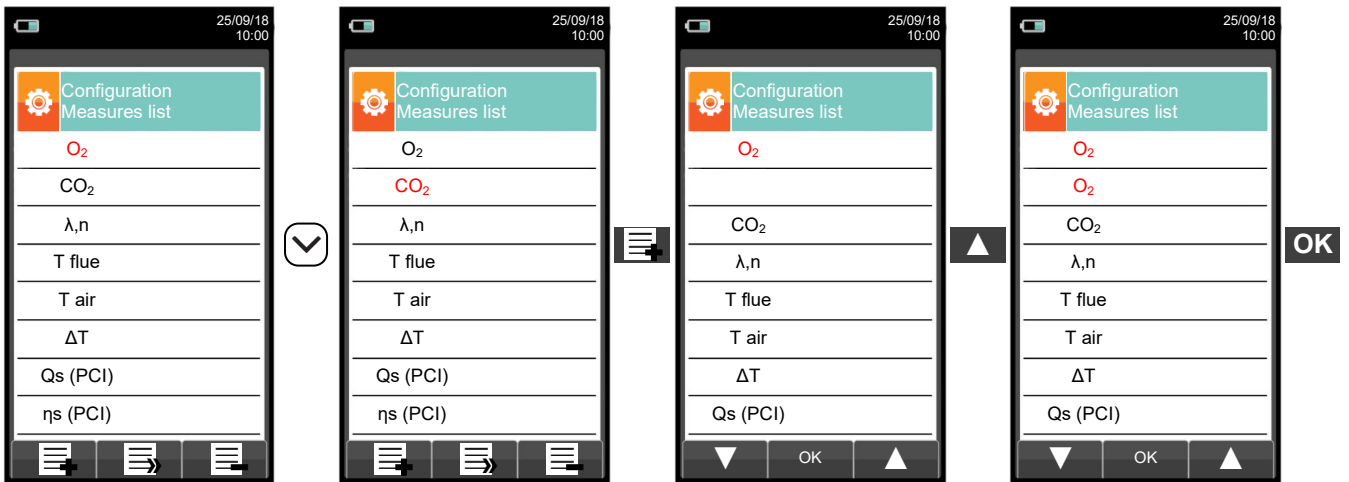 25/09/18
10:00
Configuration
Measures list
O₂
CO₂
λ,n
T flue
T air
ΔT
Qs (PCI)
ηs (PCI)
25/09/18
10:00
Configuration
Measures list
O₂
CO₂
λ,n
T flue
T air
ΔT
Qs (PCI)
ηs (PCI)
25/09/18
10:00
Configuration
Measures list
O₂
CO₂
λ,n
T flue
T air
ΔT
Qs (PCI)
OK
25/09/18
10:00
Configuration
Measures list
O₂
O₂
CO₂
λ,n
T flue
T air
ΔT
Qs (PCI)
OK
OK